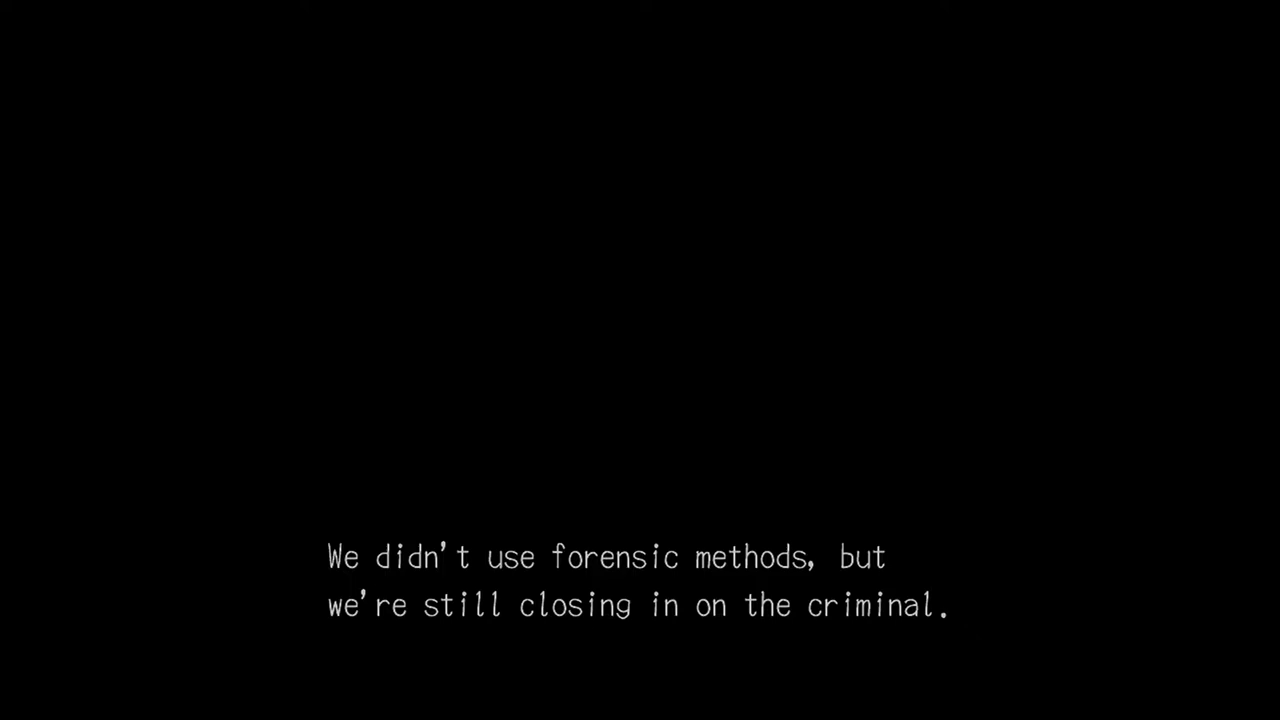 We didn't use forensic methods, but
we're still closing in on the criminal.